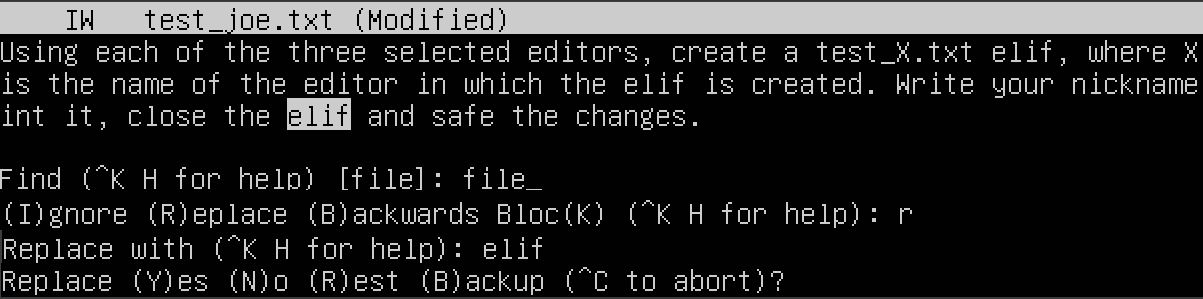 IW test_joe.txt (Modified)
Using each of the three selected editors, create a test_X.txt elif, where X
is the name of the editor in which the elif is created. Write your nickname
int it, close the elif and safe the changes.
Find (^K H for help) [file]: file_
(I)gnore (R)eplace (B)ackwards Bloc(K) (^K H for help): r
Replace with (^K H for help): elif
Replace (Y)es (N)o (R)est (B)ackup (^C to abort)?